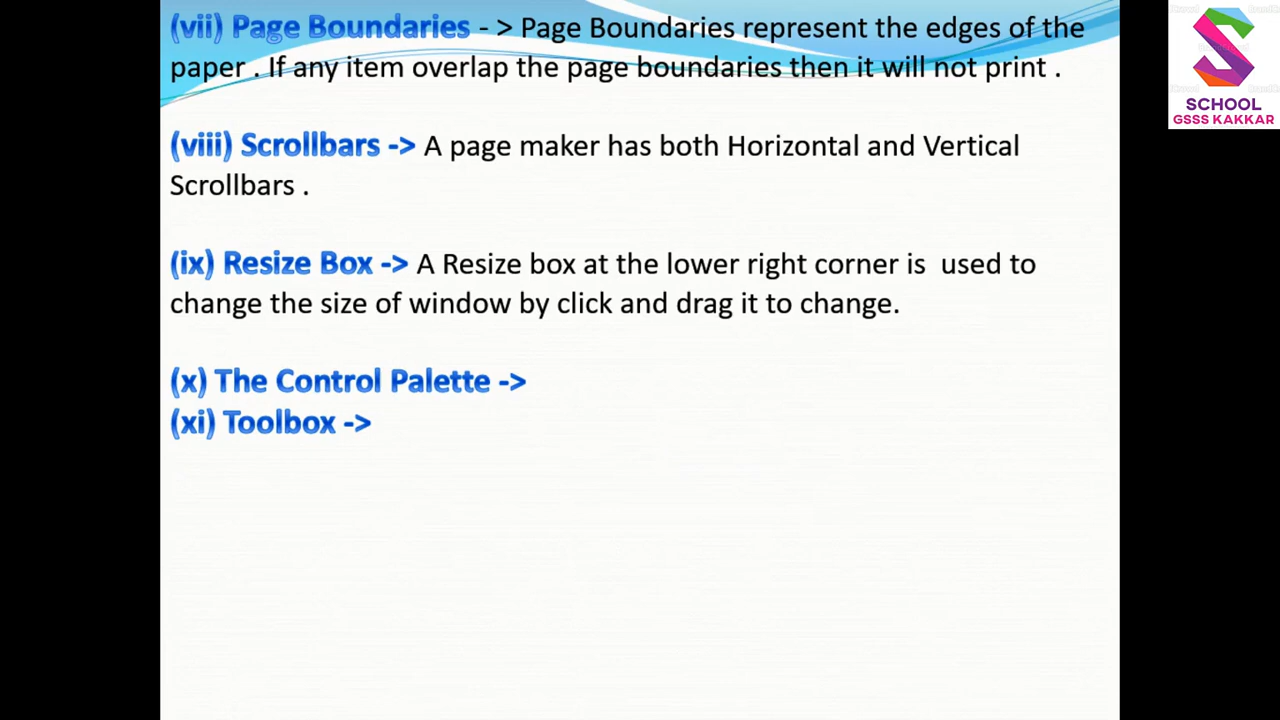 (vii) Page Boundaries - > Page Boundaries represent the edges of the
paper . If any item overlap the page boundaries then it will not print .
(viii) Scrollbars -> A page maker has both Horizontal and Vertical
Scrollbars .
(ix) Resize Box -> A Resize box at the lower right corner is used to
change the size of window by click and drag it to change.
(x) The Control Palette ->
(xi) Toolbox ->
SCHOOL
GSSS KAKKAR